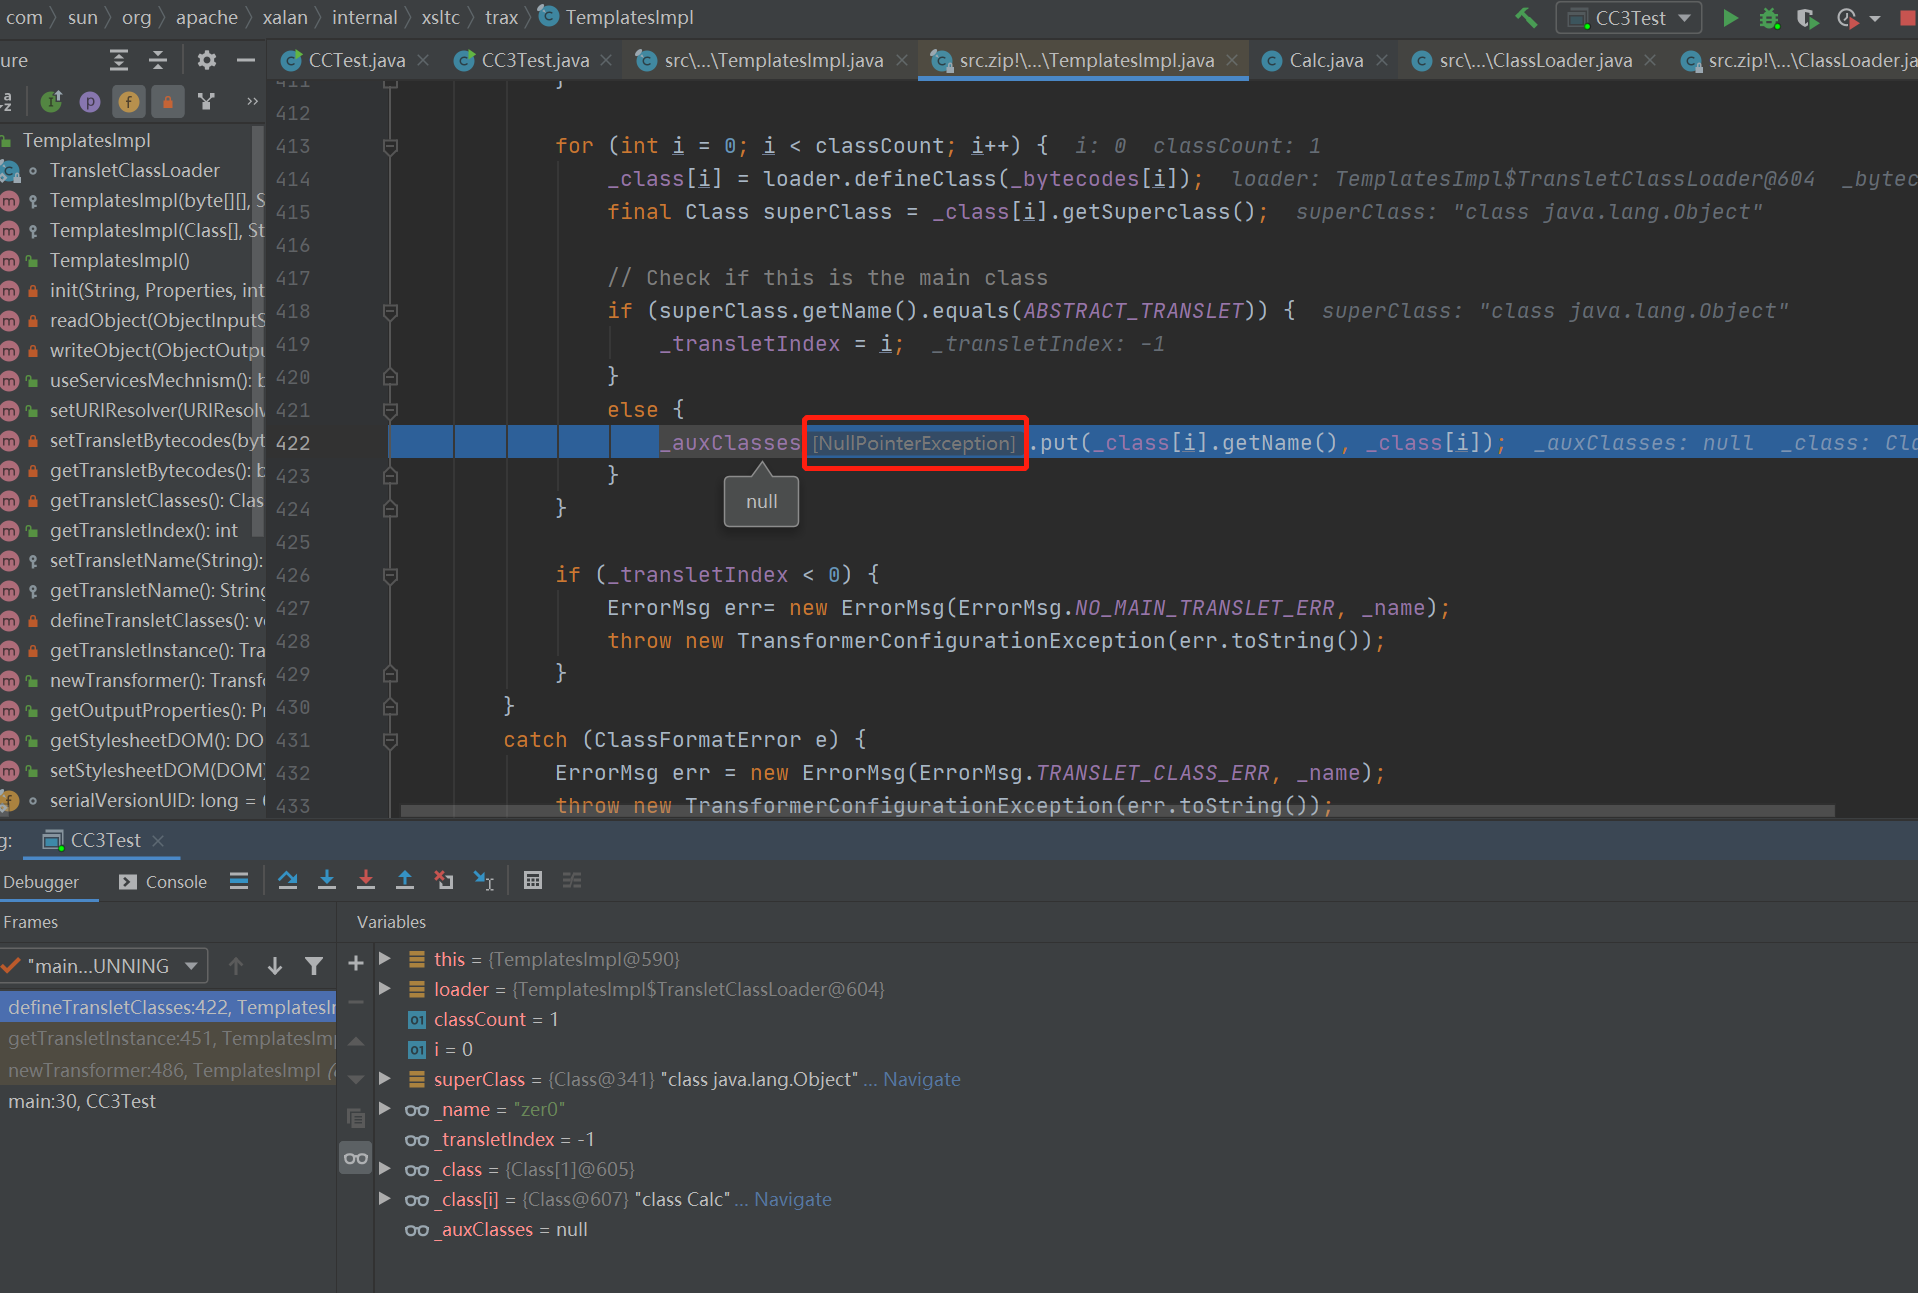 com sun org apache xalan internal xsltc trax TemplatesImpl
CC3Test
ure
CCTest.java
CC3Test.java
src\...\TemplatesImpl.java
src.zip!\...\TemplatesImpl.java
Calc.java
src\...\ClassLoader.java
src.zip!\...\ClassLoader.ja
TemplatesImpl
TransletClassLoader
TemplatesImpl(byte[][], S
TemplatesImpl(Class[], St
TemplatesImpl()
init(String, Properties, int
readObject(ObjectInputS
writeObject(ObjectOutpu
useServicesMechnism(): b
setURIResolver(URIResolv
setTransletBytecodes(byt
getTransletBytecodes(): b
getTransletClasses(): Clas
getTransletIndex(): int
setTransletName(String):
getTransletName(): String
defineTransletClasses(): v
getTransletInstance(): Tra
newTransformer(): Transf
getOutputProperties(): P
getStylesheetDOM(): DO
setStylesheetDOM(DOM)
serialVersionUID: long =
411 }
412
413 for (int i = 0; i < classCount; i++) { i: 0 classCount: 1
414 _class[i] = loader.defineClass(_bytecodes[i]); loader: TemplatesImpl$TransletClassLoader@604 _bytec
415 final Class superClass = _class[i].getSuperclass(); superClass: "class java.lang.Object"
416
417 // Check if this is the main class
418 if (superClass.getName().equals(ABSTRACT_TRANSLET)) { superClass: "class java.lang.Object"
419 _transletIndex = i; _transletIndex: -1
420 }
421 else {
422 _auxClasses [NullPointerException] .put(_class[i].getName(), _class[i]); _auxClasses: null _class: Cla
423 }
null
424 }
425
426 if (_transletIndex < 0) {
427 ErrorMsg err= new ErrorMsg(ErrorMsg.NO_MAIN_TRANSLET_ERR, _name);
428 throw new TransformerConfigurationException(err.toString());
429 }
430 }
431 catch (ClassFormatError e) {
432 ErrorMsg err = new ErrorMsg(ErrorMsg.TRANSLET_CLASS_ERR, _name);
433 throw new TransformerConfigurationException(err.toString());
g: CC3Test
Debugger Console
Frames
"main...UNNING
defineTransletClasses:422, TemplatesIm
getTransletInstance:451, TemplatesImp
newTransformer:486, TemplatesImpl
main:30, CC3Test
Variables
this = {TemplatesImpl@590}
loader = {TemplatesImpl$TransletClassLoader@604}
classCount = 1
i = 0
superClass = {Class@341} "class java.lang.Object" ... Navigate
_name = "zer0"
_transletIndex = -1
_class = {Class[1]@605}
_class[i] = {Class@607} "class Calc" ... Navigate
_auxClasses = null